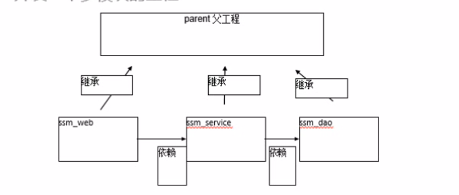 parent 父工程
继承
继承
继承
ssm_web
ssm_service
ssm_dao
依赖
依赖